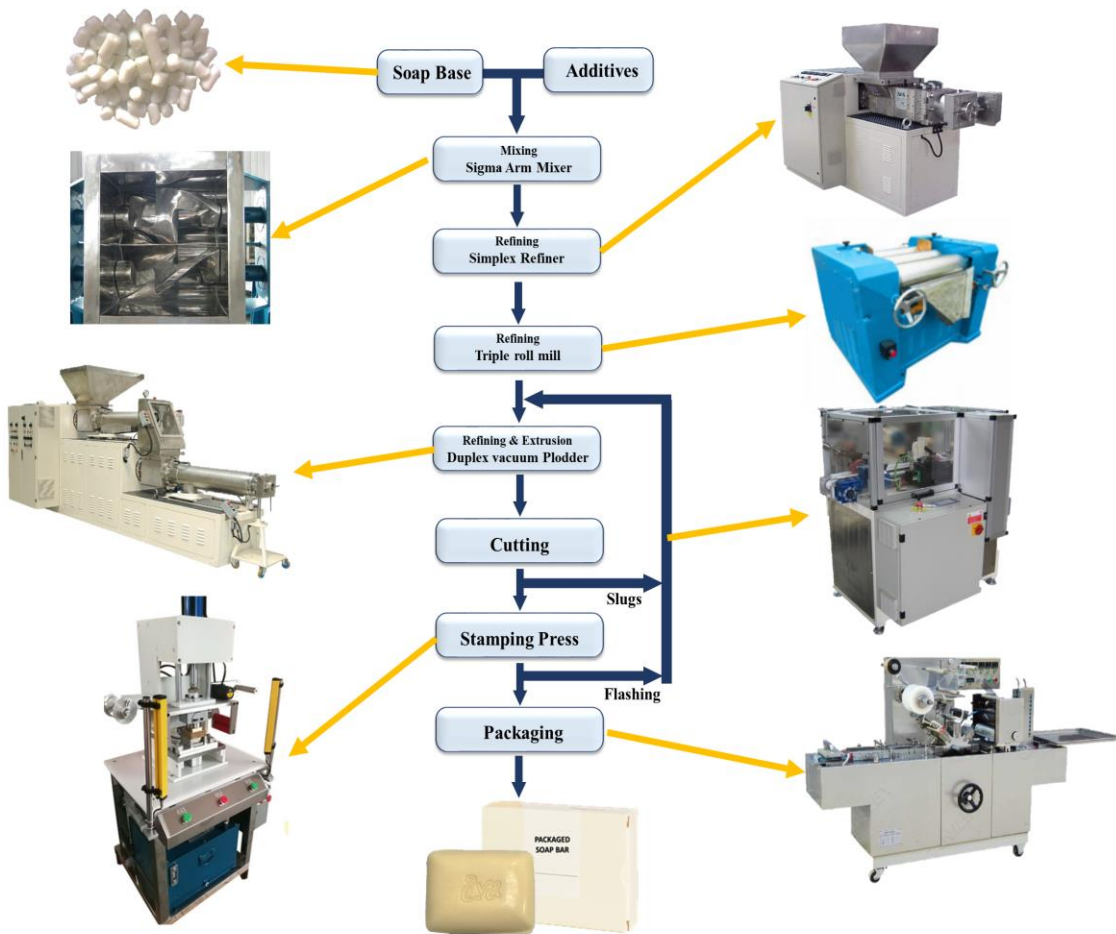 Soap Base
Additives
Mixing
Sigma Arm Mixer
Refining
Simplex Refiner
Refining
Triple roll mill
Refining & Extrusion
Duplex vacuum Plodder
Cutting
Slugs
Stamping Press
Flashing
Packaging
PACKAGED
SOAP BAR